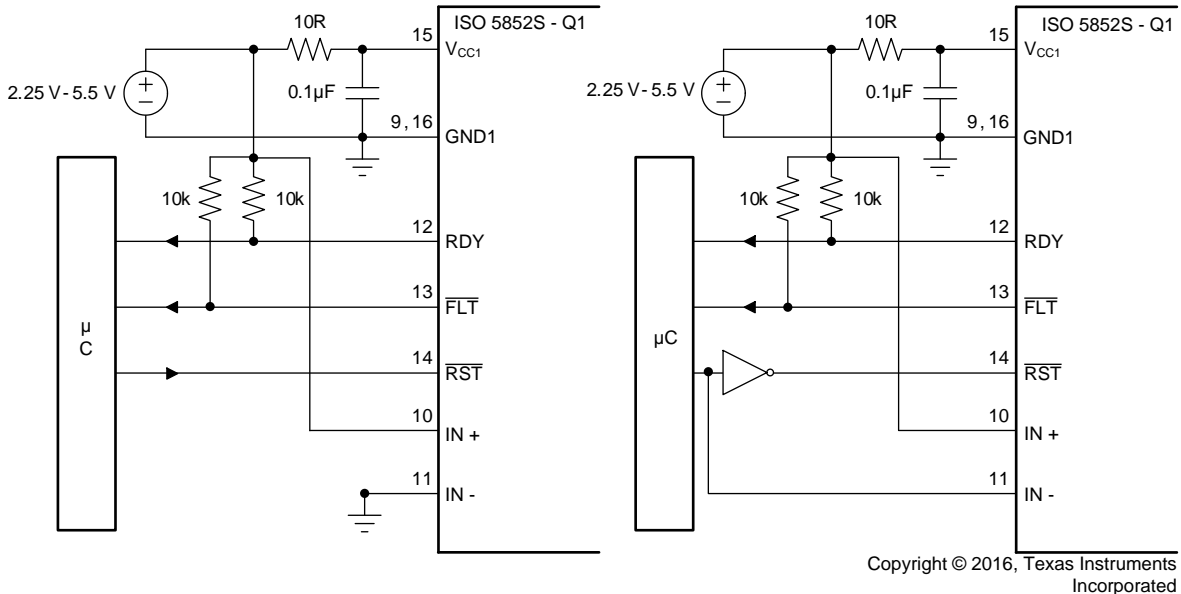 ISO 5852S - Q1
10R
15
VCC1
2.25 V - 5.5 V
0.1µF
9, 16
GND1
10k
10k
12
RDY
13
FLT
µ
C
14
RST
10
IN +
11
IN -
ISO 5852S - Q1
10R
15
VCC1
2.25 V - 5.5 V
0.1µF
9, 16
GND1
10k
10k
12
RDY
13
FLT
µC
14
RST
10
IN +
11
IN -
Copyright © 2016, Texas Instruments
Incorporated